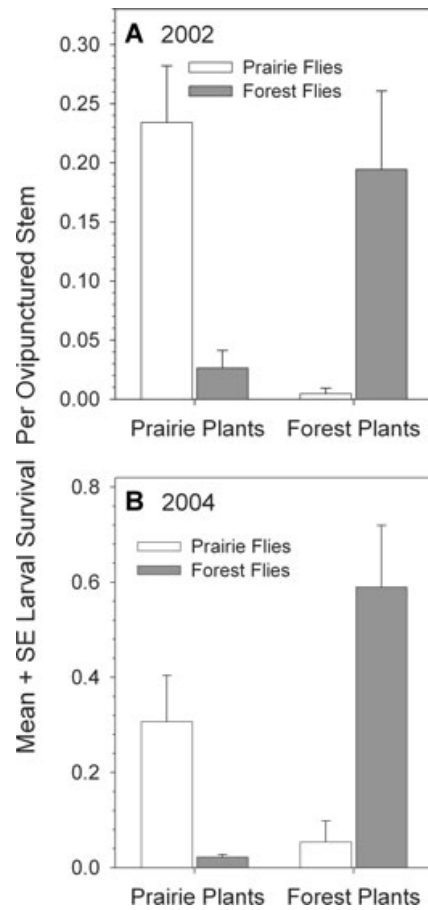 Mean + SE Larval Survival Per Ovipunctured Stem
A 2002
Prairie Flies
Forest Flies
0.30
0.25
0.20
0.15
0.10
0.05
0.00
Prairie Plants Forest Plants
B 2004
Prairie Flies
Forest Flies
0.8
0.6
0.4
0.2
0.0
Prairie Plants Forest Plants